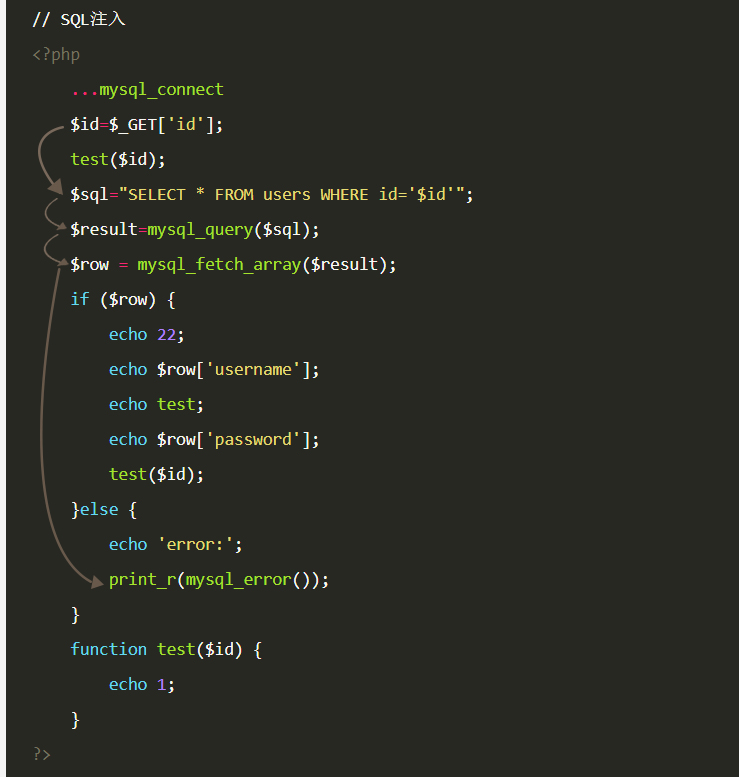 // SQL注入
<?php
...mysql_connect
$id=$_GET['id'];
test($id);
$sql="SELECT * FROM users WHERE id='$id'";
$result=mysql_query($sql);
$row = mysql_fetch_array($result);
if ($row) {
echo 22;
echo $row['username'];
echo test;
echo $row['password'];
test($id);
}else {
echo 'error:';
print_r(mysql_error());
}
function test($id) {
echo 1;
}
?>